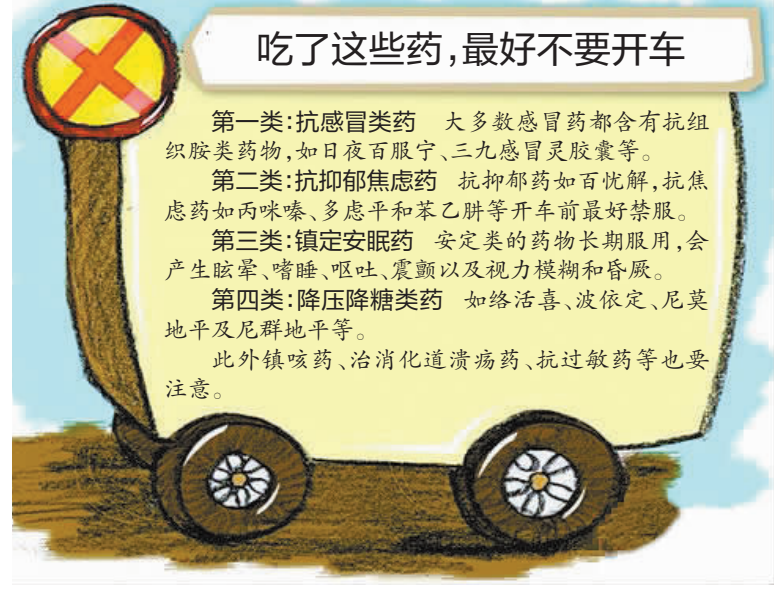 吃了这些药,最好不要开车
第一类:抗感冒类药 大多数感冒药都含有抗组
织胺类药物,如日夜百服宁、三九感冒灵胶囊等。
第二类:抗抑郁焦虑药 抗抑郁药如百忧解,抗焦
虑药如丙咪嗪、多虑平和苯乙肼等开车前最好禁服。
第三类:镇定安眠药 安定类的药物长期服用,会
产生眩晕、嗜睡、呕吐、震颤以及视力模糊和昏厥。
第四类:降压降糖类药 如络活喜、波依定、尼莫
地平及尼群地平等。
此外镇咳药、治消化道溃疡药、抗过敏药等也要
注意。